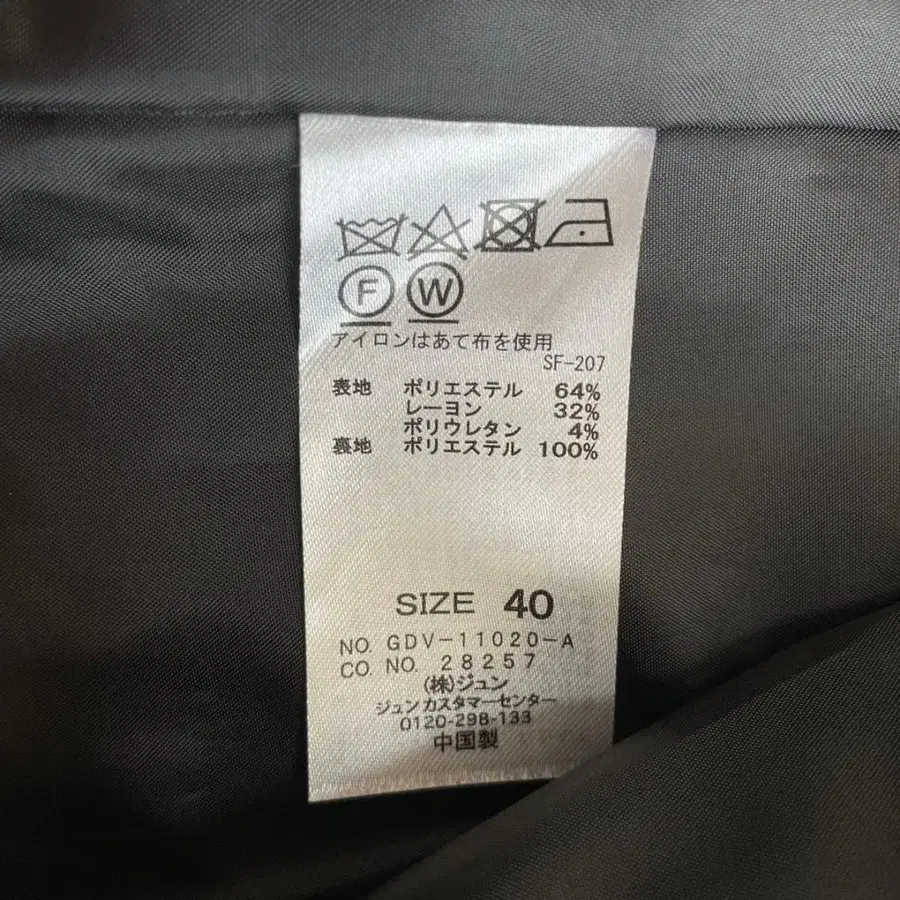 F W
アイロンはあて布を使用
SF-207
表地 ポリエステル 64%
レーヨン 32%
ポリウレタン 4%
裏地 ポリエステル 100%
SIZE 40
NO. GDV-11020-A
CO. NO. 28257
(株)ジュン
ジュンカスタマーセンター
0120-298-133
中国製